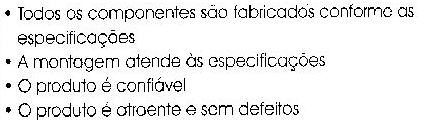 • Todos os componentes são fabricados conforme as
especificações
• A montagem atende às especificações
• O produto é confiável
• O produto é atraente e sem defeitos